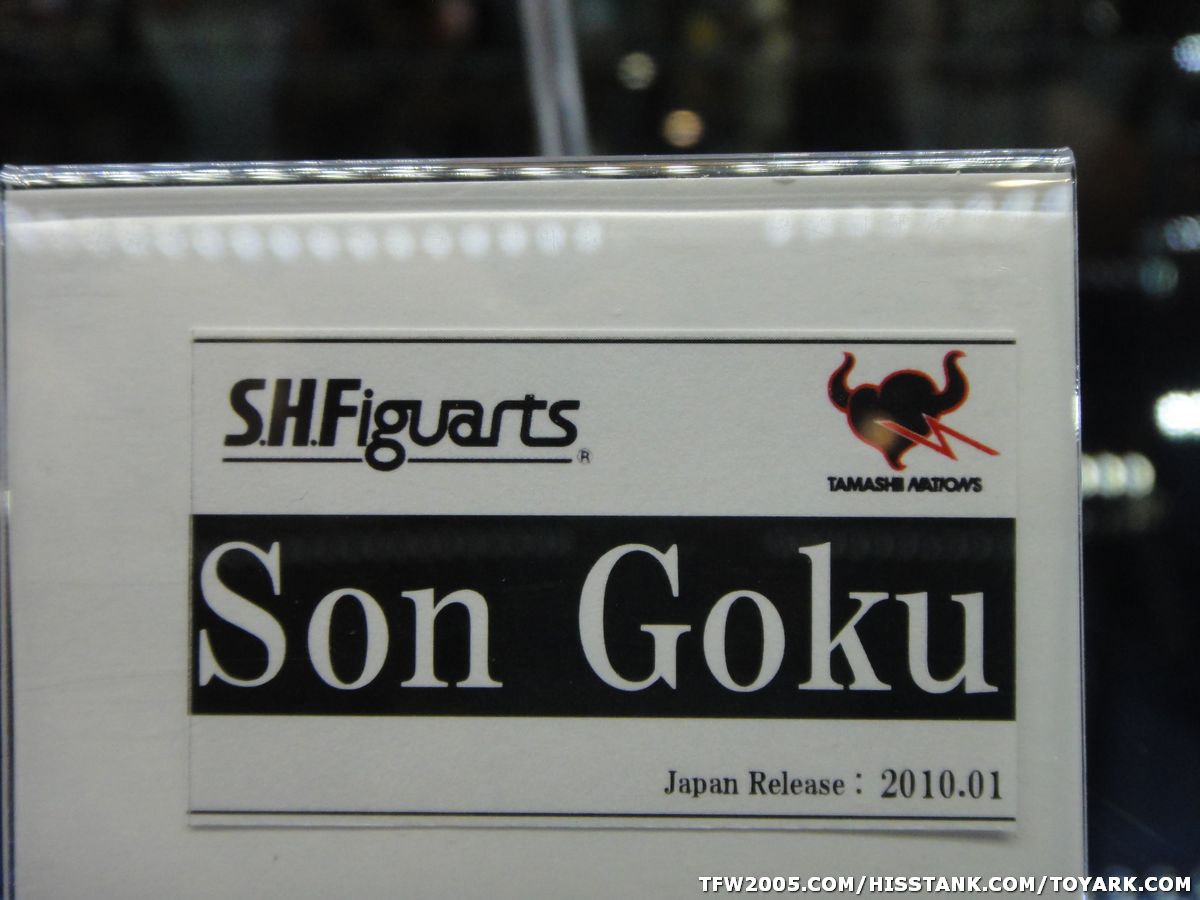 S.H.Figuarts®
TAMASHII NATIONS
Son Goku
Japan Release : 2010.01
TFW2005.COM/HISSTANK.COM/TOYARK.COM